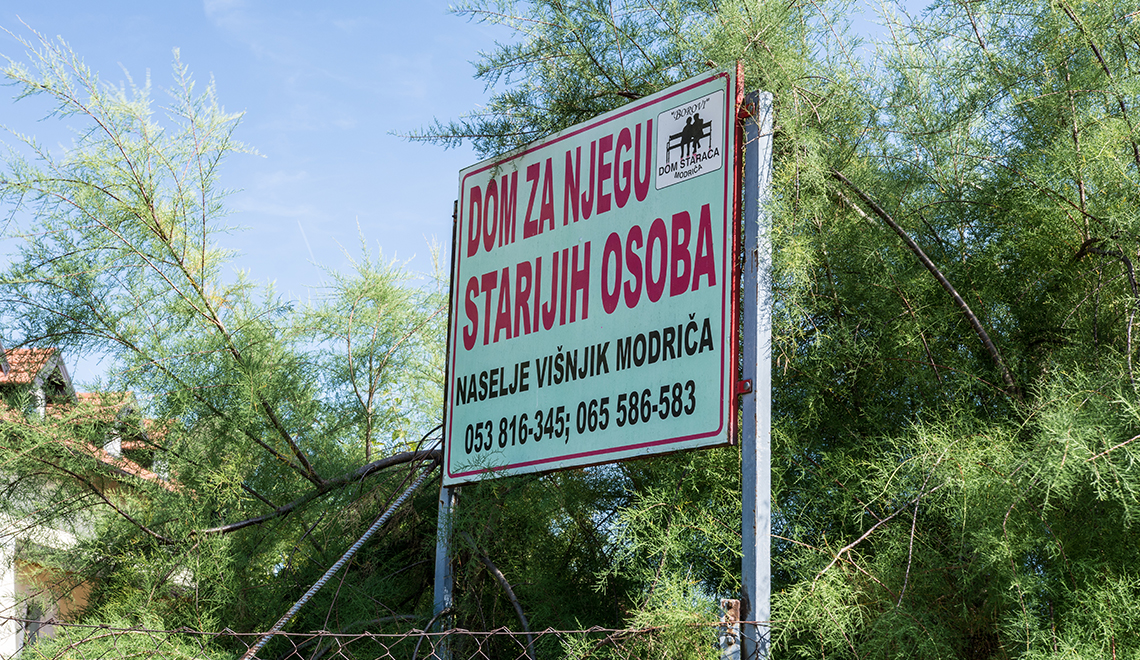 "BOROVI"
DOM STARACA
MODRIČA
DOM ZA NJEGU
STARIJIH OSOBA
NASELJE VIŠNJIK MODRIČA
053 816-345; 065 586-583